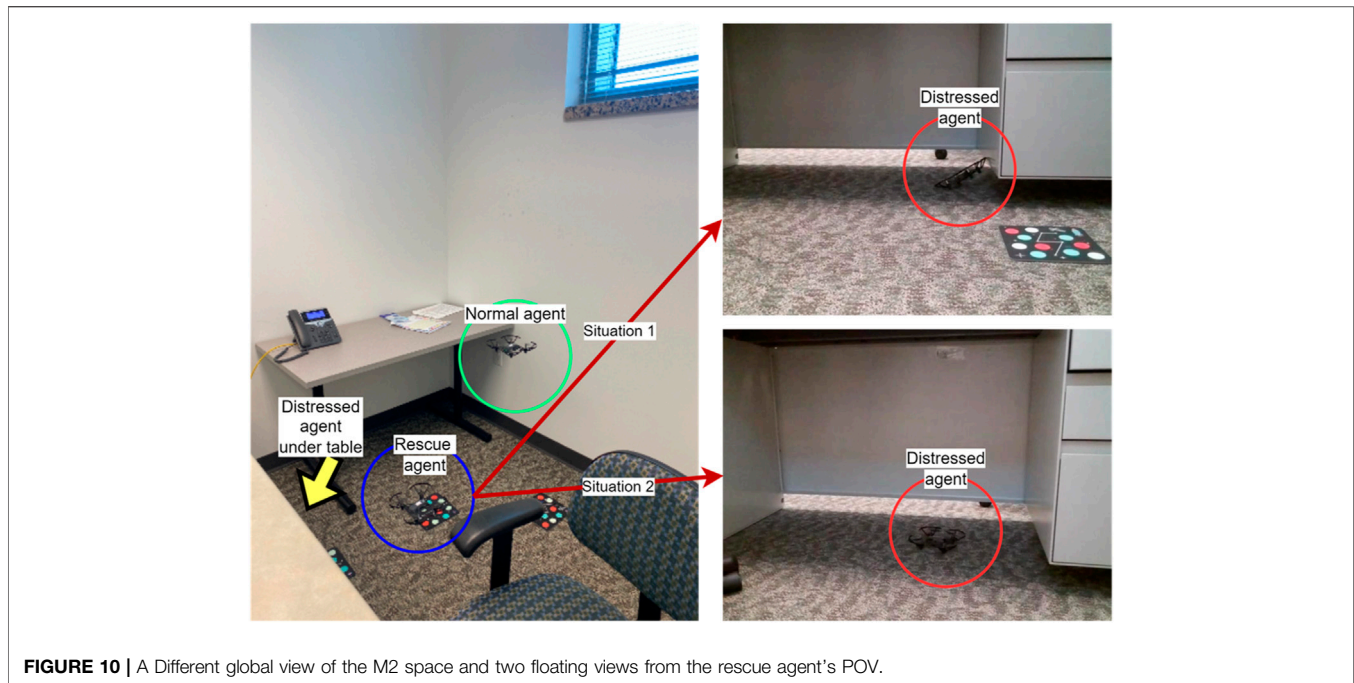 Distressed
agent
Normal agent
Situation 1
Distressed
agent
under table
Rescue
agent
Distressed
agent
Situation 2
FIGURE 10 | A Different global view of the M2 space and two floating views from the rescue agent's POV.